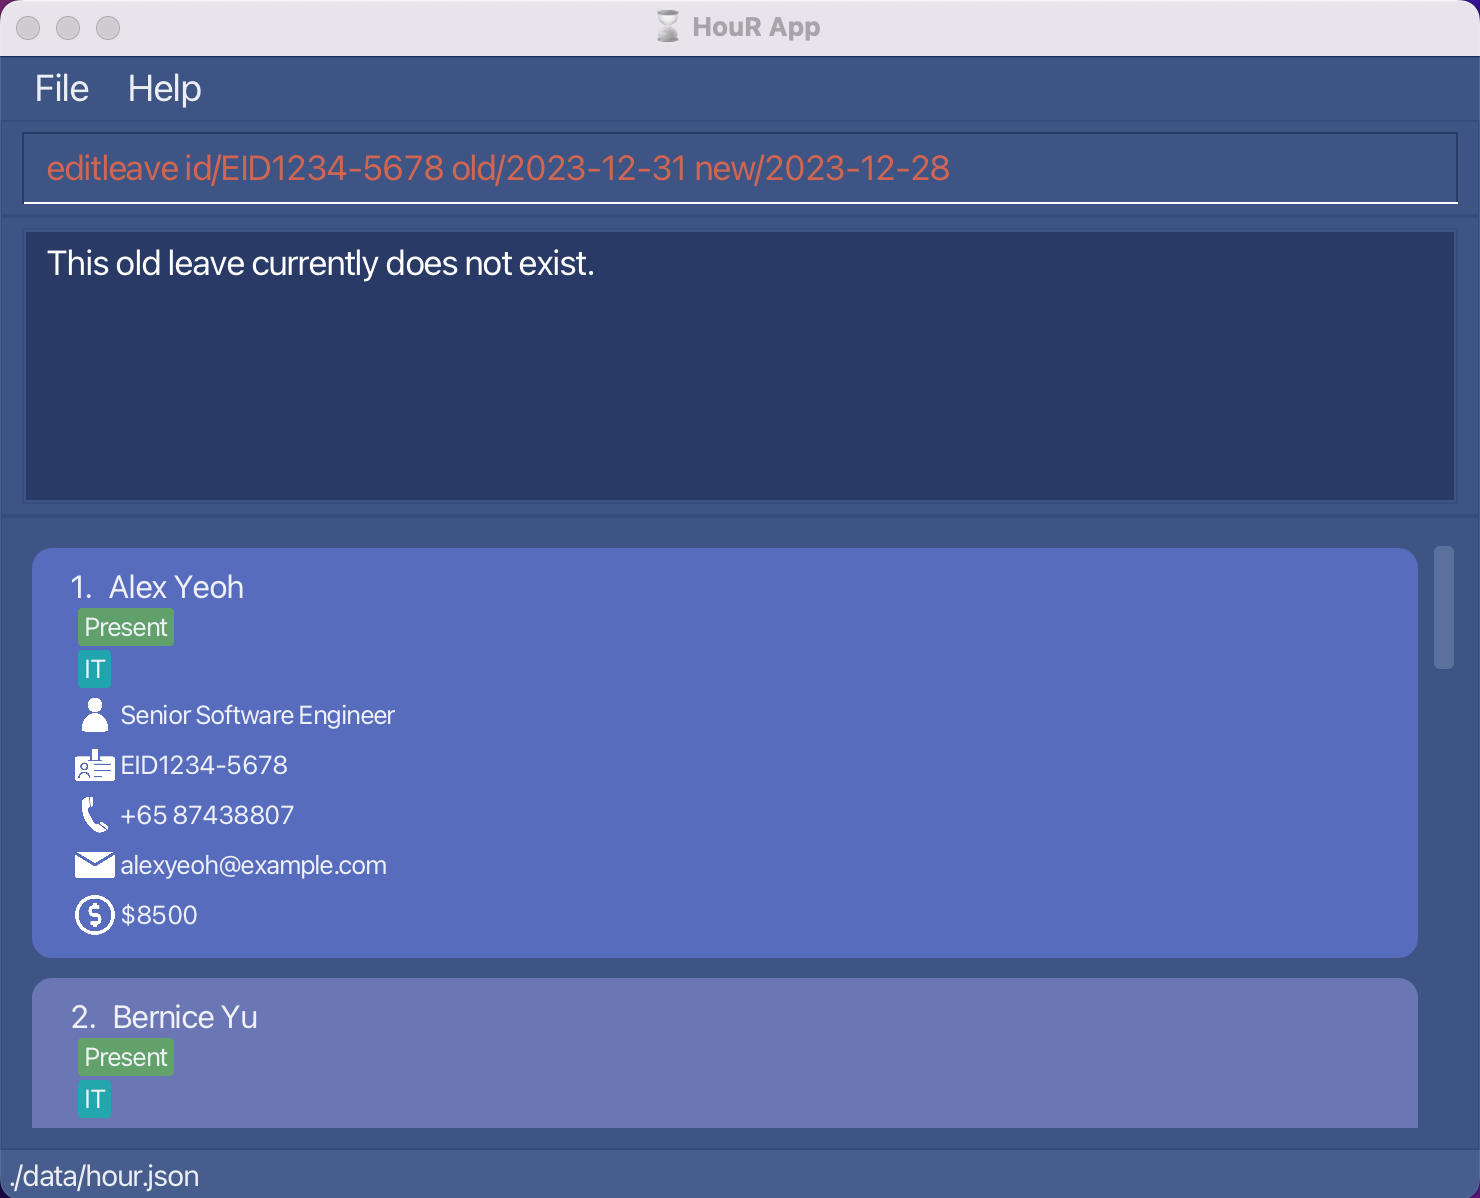 HouR App
File Help
editleave id/EID1234-5678 old/2023-12-31 new/2023-12-28
This old leave currently does not exist.
1. Alex Yeoh
Present
IT
Senior Software Engineer
EID1234-5678
+65 87438807
alexyeoh@example.com
$8500
2. Bernice Yu
Present
IT
./data/hour.json